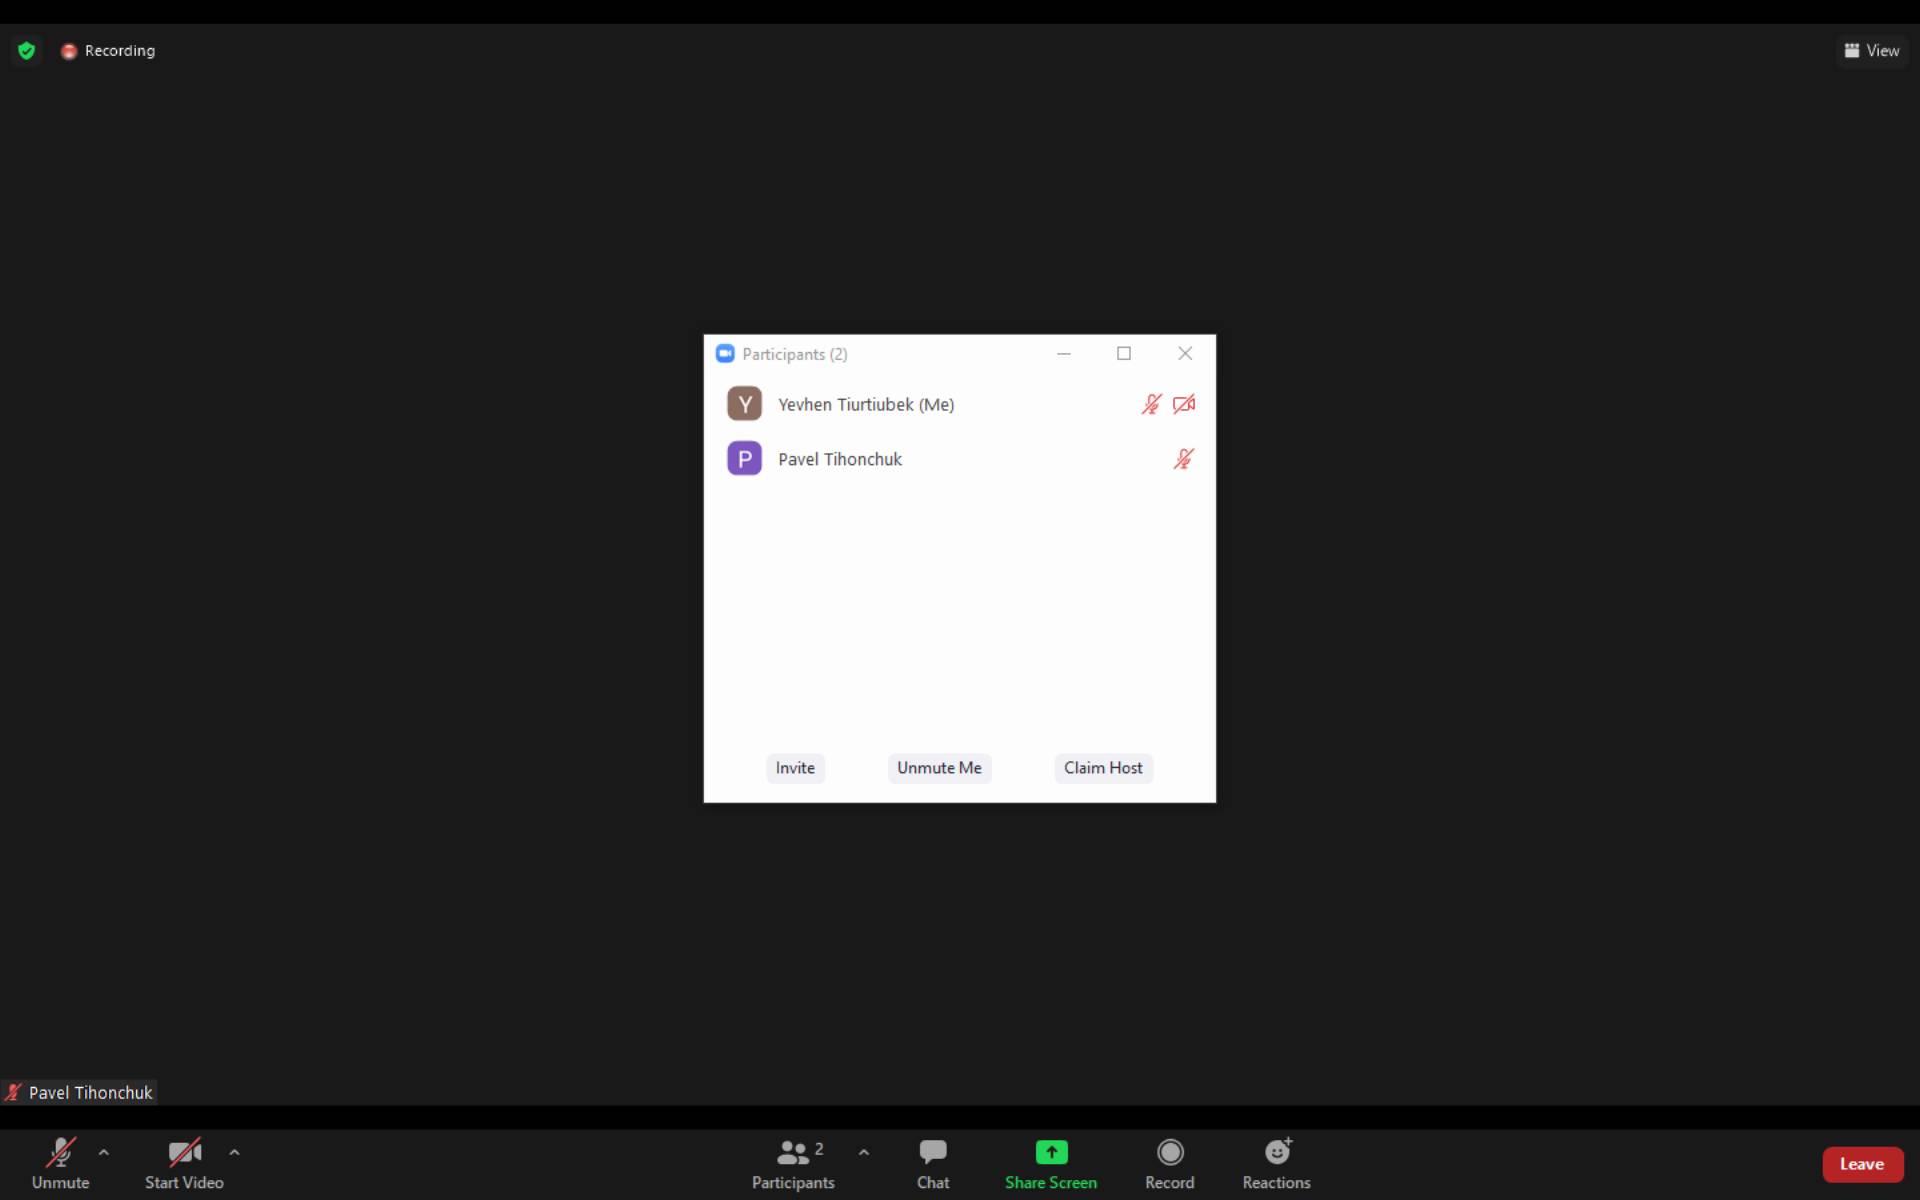 Recording
View
Participants (2)
Y Yevhen Tiurtiubek (Me)
P Pavel Tihonchuk
Invite Unmute Me Claim Host
Pavel Tihonchuk
2
Unmute Start Video Participants Chat Share Screen Record Reactions Leave